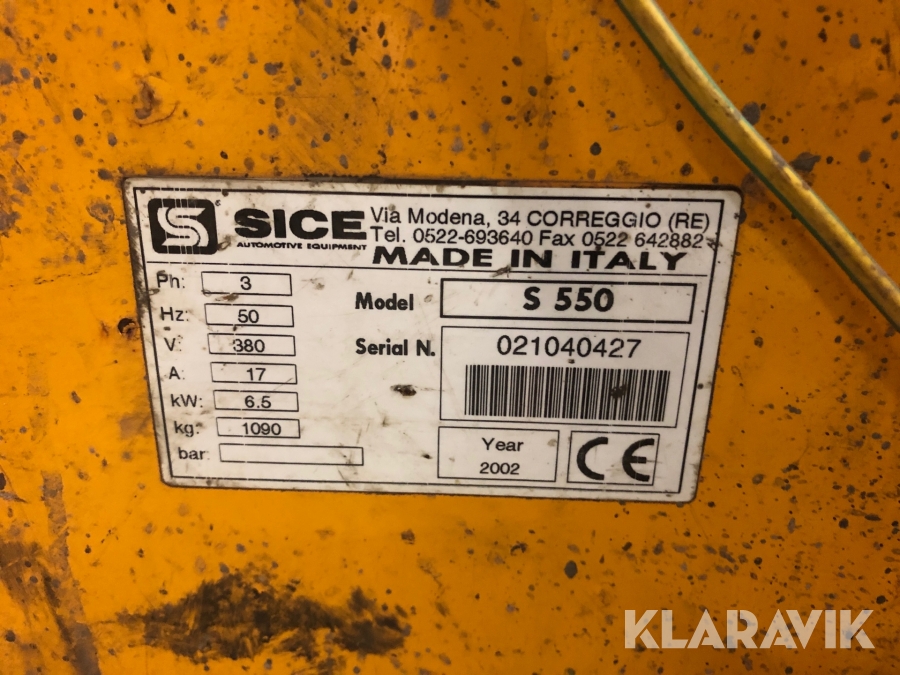 S SICE
AUTOMOTIVE EQUIPMENT
Via Modena, 34 CORREGGIO (RE)
Tel. 0522-693640 Fax 0522 642882
MADE IN ITALY
Ph: 3
Hz: 50
V: 380
A: 17
kW: 6.5
kg: 1090
bar:
Model S 550
Serial N. 021040427
Year
2002
CE
KLARAVIK